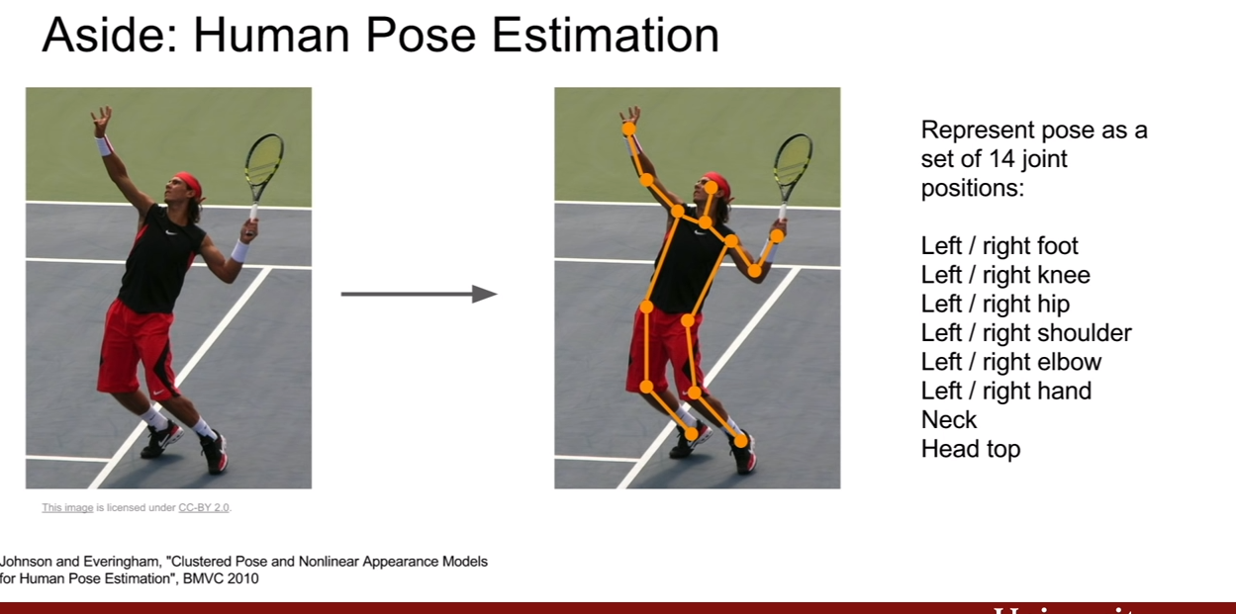 Aside: Human Pose Estimation
Represent pose as a
set of 14 joint
positions:
Left / right foot
Left / right knee
Left / right hip
Left / right shoulder
Left / right elbow
Left / right hand
Neck
Head top
This image is licensed under CC-BY 2.0.
Johnson and Everingham, "Clustered Pose and Nonlinear Appearance Models
for Human Pose Estimation", BMVC 2010